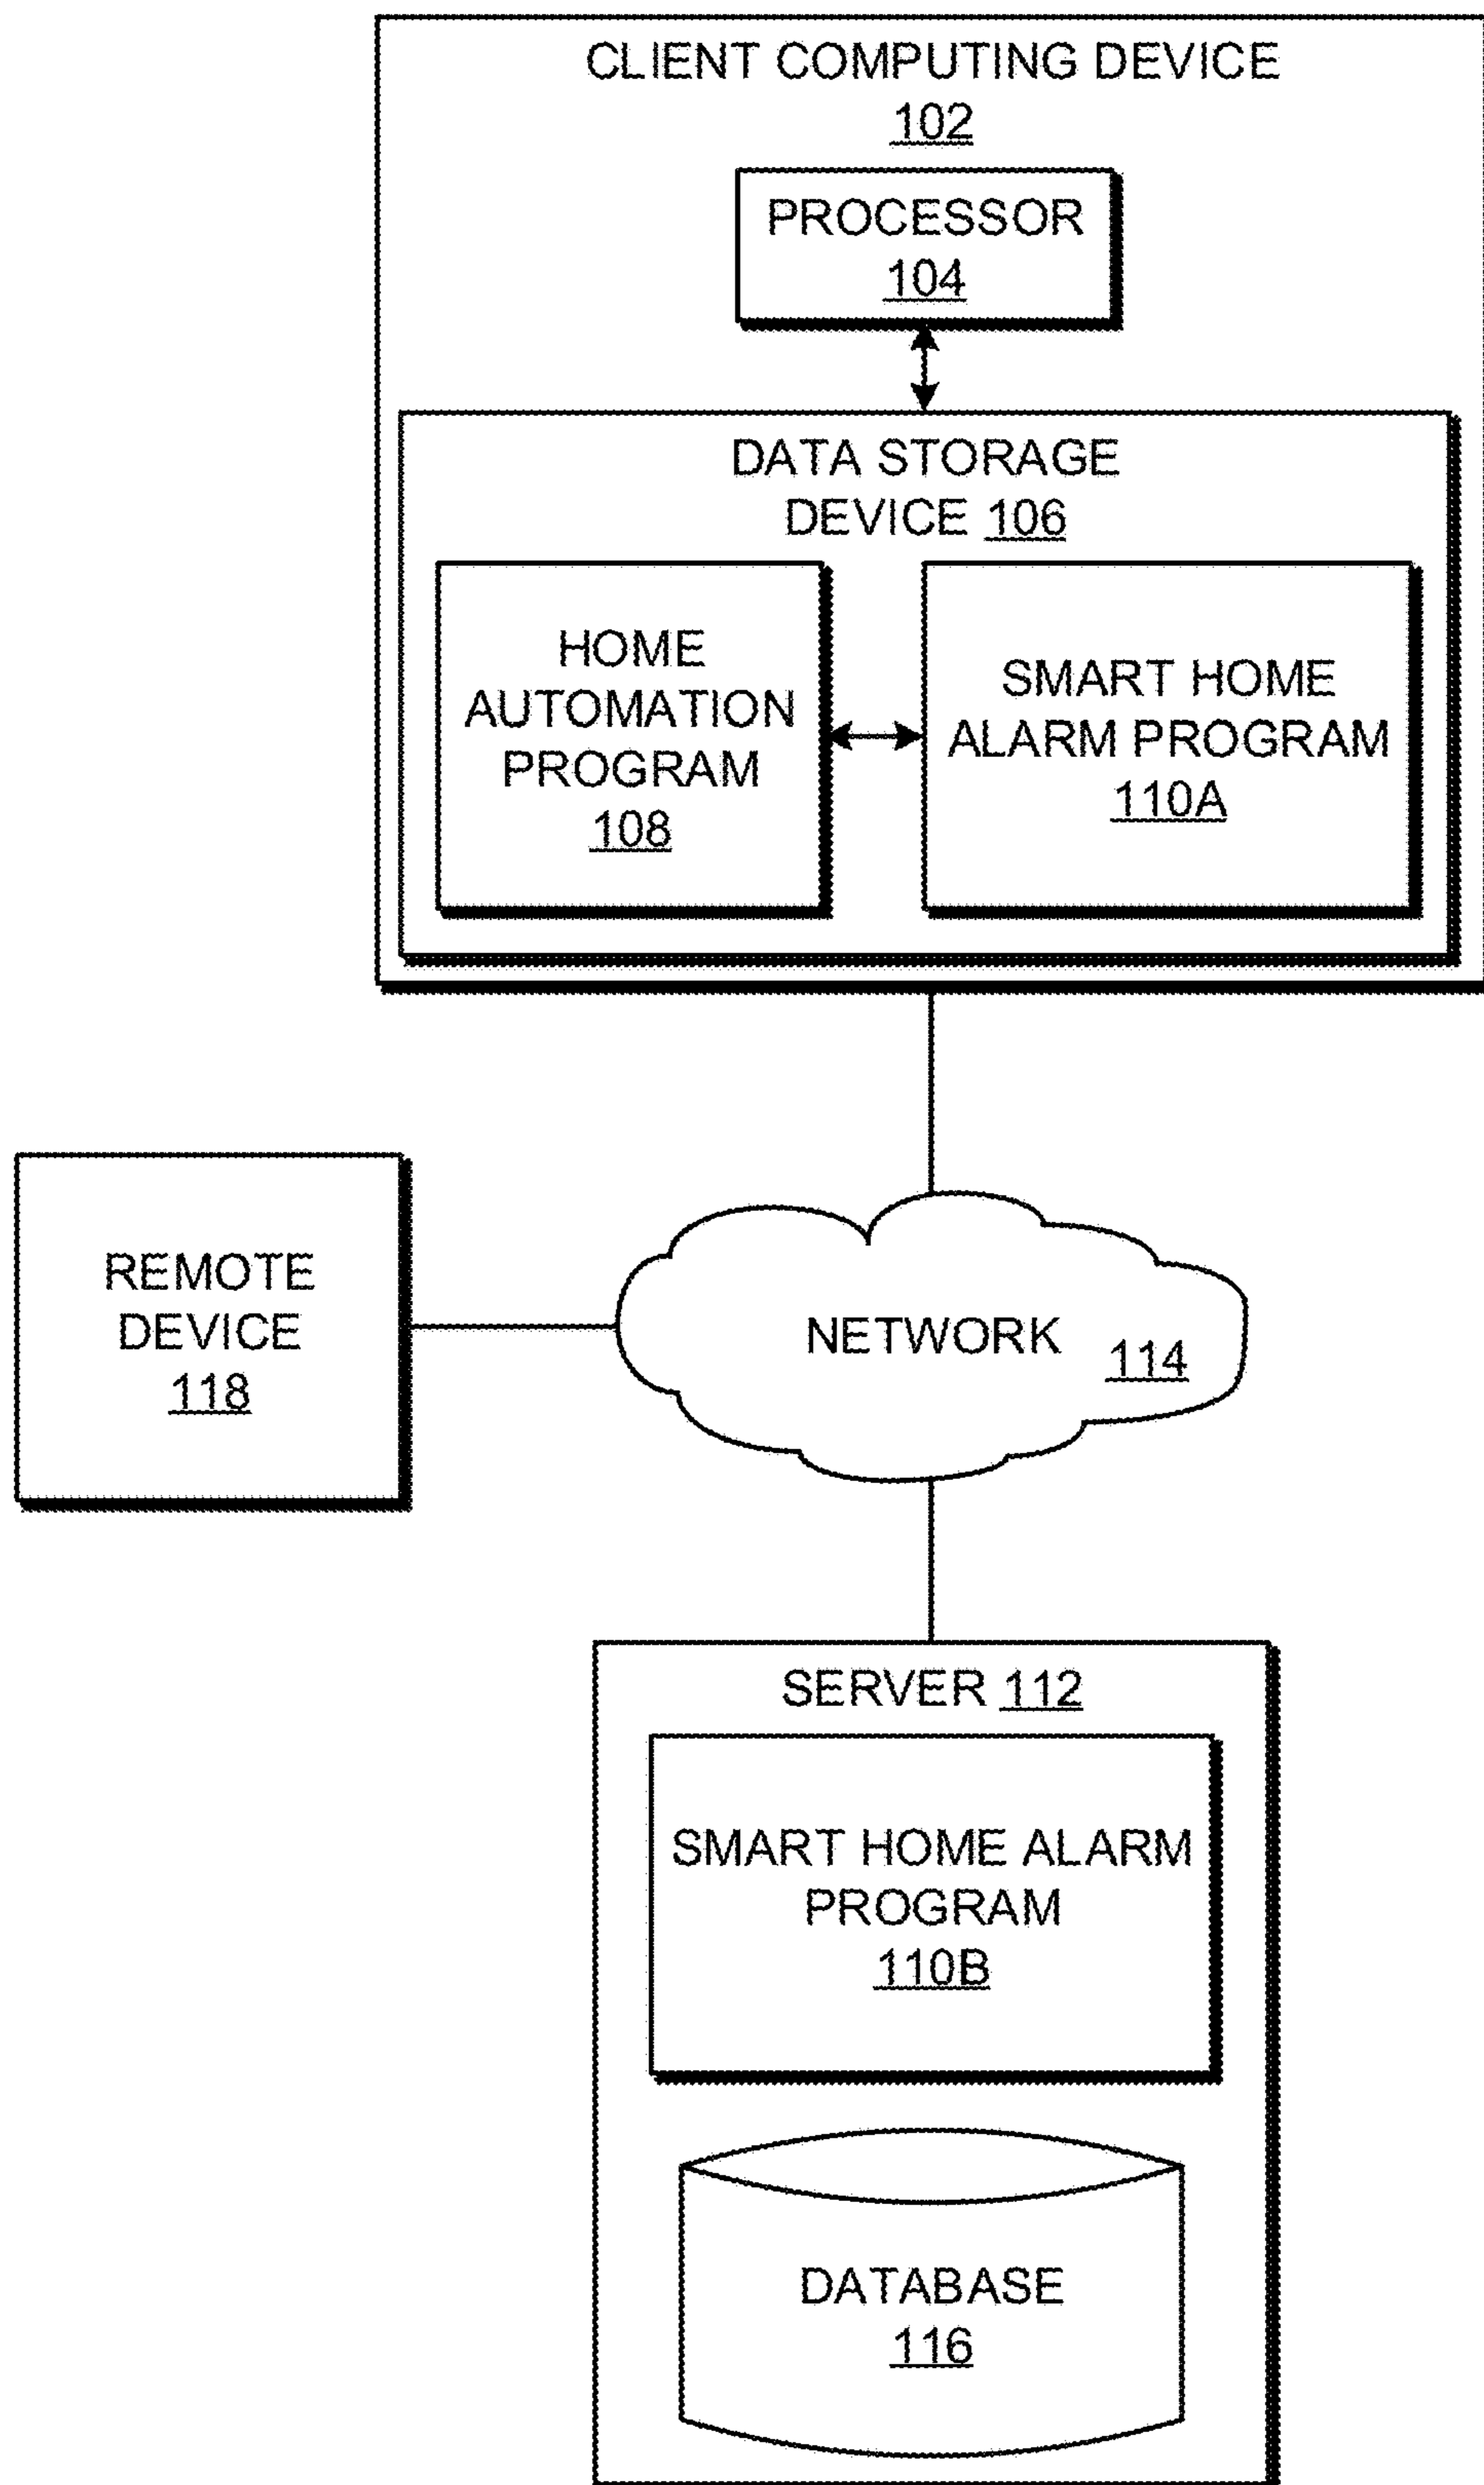 CLIENT COMPUTING DEVICE
102
PROCESSOR
104
DATA STORAGE
DEVICE 106
HOME
AUTOMATION
PROGRAM
108
SMART HOME
ALARM PROGRAM
110A
REMOTE
DEVICE
118
NETWORK 114
SERVER 112
SMART HOME ALARM
PROGRAM
110B
DATABASE
116